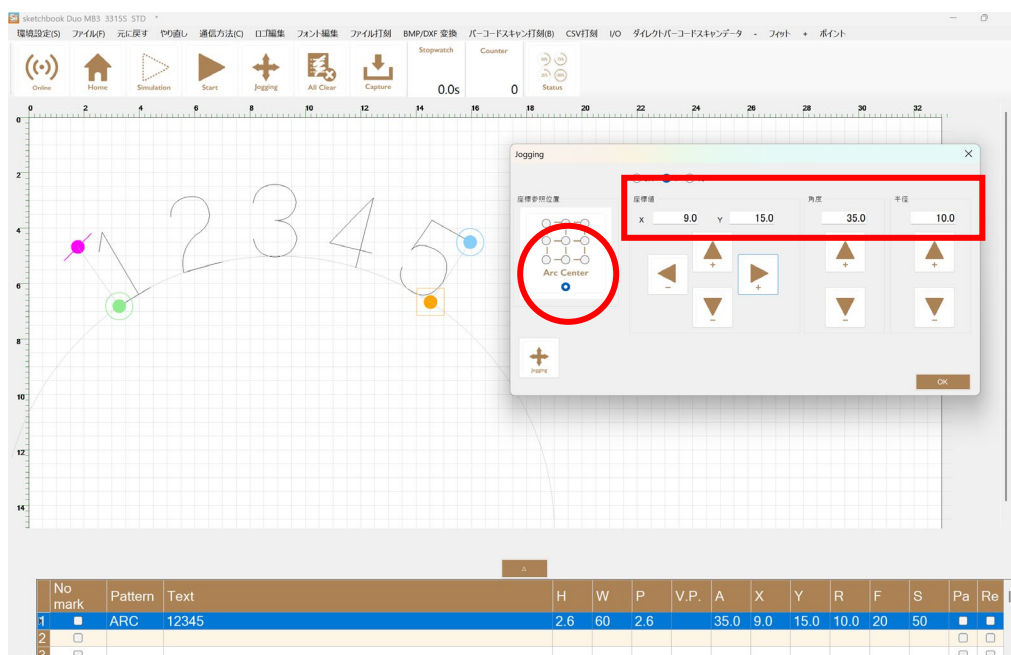 sketchbook Duo MB3 3315S STD *
環境設定(S) ファイル(F) 元に戻す やり直し 通信方法(C) ロゴ編集 フォント編集 ファイル打刻 BMP/DXF 変換 バーコードスキャン打刻(B) CSV打刻 I/O ダイレクトバーコードスキャンデータ - フィット + ポイント
Stopwatch Counter
Online Home Simulation Start Jogging All Clear Capture 0.0s 0 Status
0 2 4 6 8 10 12 14 16 18 20 22 24 26 28 30 32
0
2
4
6
8
10
12
14
12345
Jogging
座標参照位置 座標値 角度 半径
X 9.0 Y 15.0 35.0 10.0
Arc Center
+ + +
- +
- - -
Jogging
OK
No mark Pattern Text H W P V.P. A X Y R F S Pa Re
1 ARC 12345 2.6 60 2.6 35.0 9.0 15.0 10.0 20 50
2
3